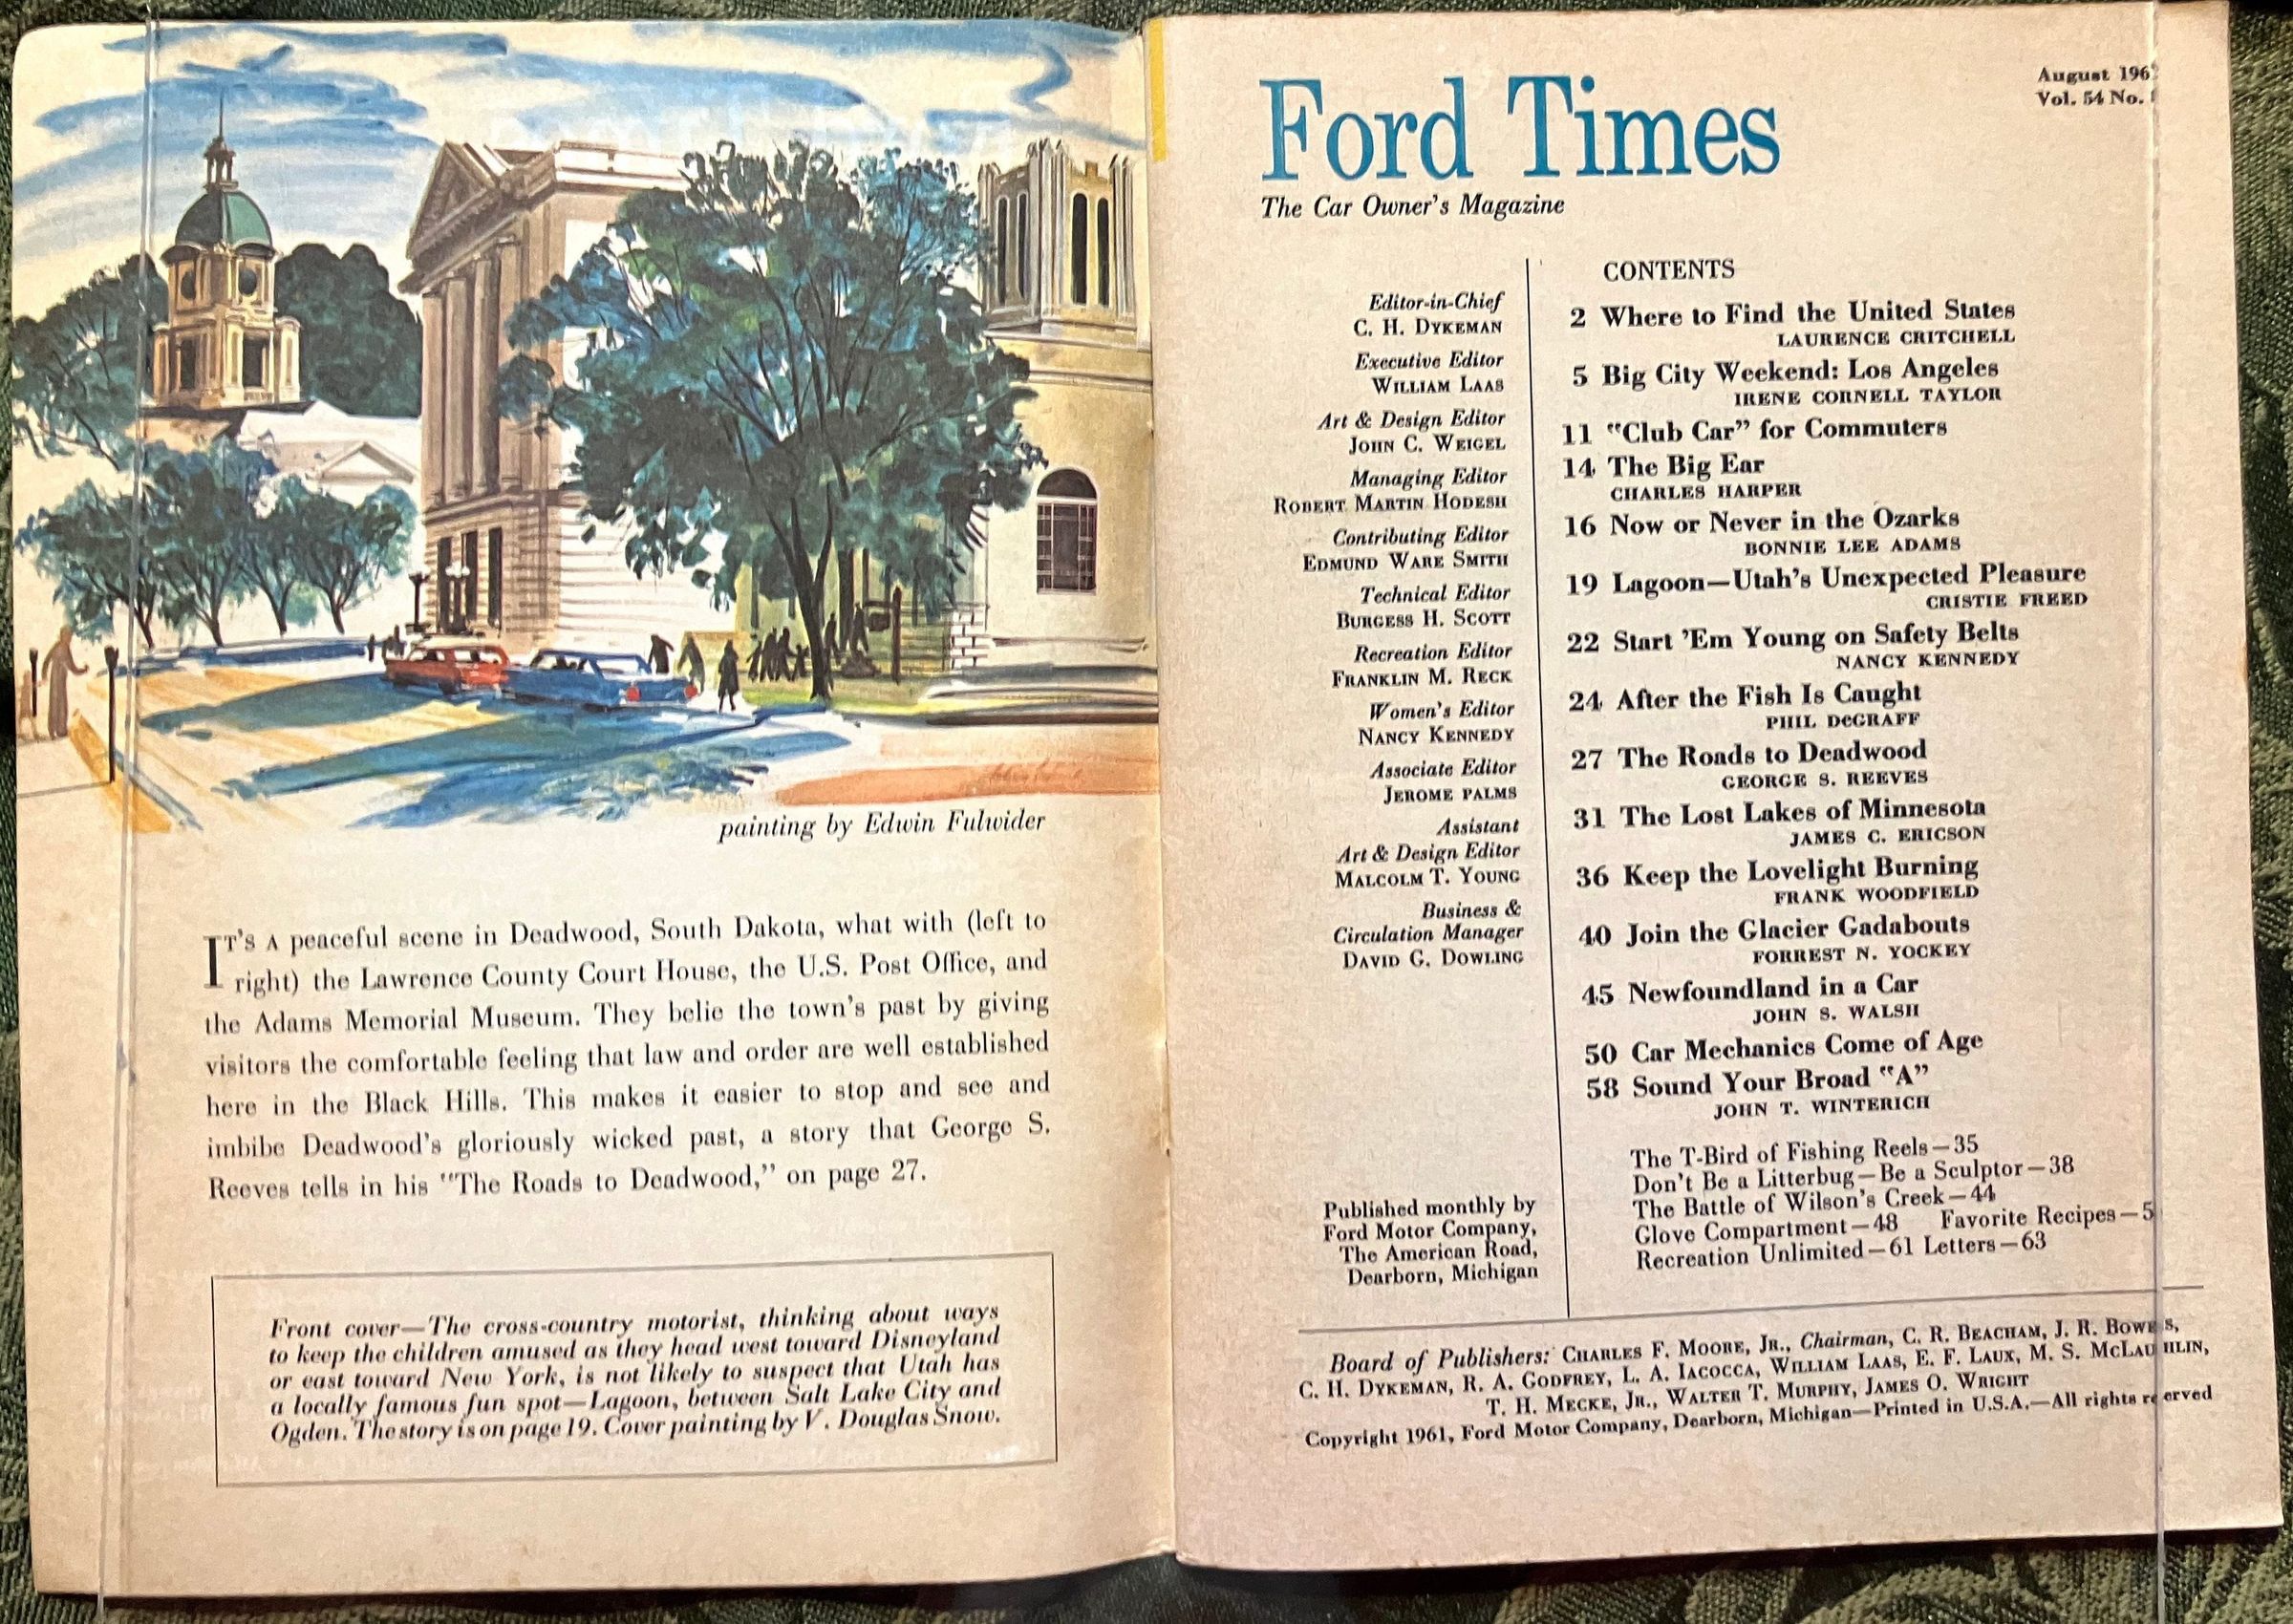 painting by Edwin Fulwider
IT'S A peaceful scene in Deadwood, South Dakota, what with (left to
right) the Lawrence County Court House, the U.S. Post Office, and
the Adams Memorial Museum. They belie the town's past by giving
visitors the comfortable feeling that law and order are well established
here in the Black Hills. This makes it easier to stop and see and
imbibe Deadwood's gloriously wicked past, a story that George S.
Reeves tells in his "The Roads to Deadwood," on page 27.
Front cover—The cross-country motorist, thinking about ways
to keep the children amused as they head west toward Disneyland
or east toward New York, is not likely to suspect that Utah has
a locally famous fun spot—Lagoon, between Salt Lake City and
Ogden. The story is on page 19. Cover painting by V. Douglas Snow.
August
Vol. 54 No.
Ford Times
The Car Owner's Magazine
Editor-in-Chief
C. H. DYKEMAN
Executive Editor
WILLIAM LAAS
Art & Design Editor
JOHN C. WEIGEL
Managing Editor
ROBERT MARTIN HODESH
Contributing Editor
EDMUND WARE SMITH
Technical Editor
BURGESS H. SCOTT
Recreation Editor
FRANKLIN M. RECK
Women's Editor
NANCY KENNEDY
Associate Editor
JEROME PALMS
Assistant
Art & Design Editor
MALCOLM T. YOUNG
Business &
Circulation Manager
DAVID G. DOWLING
Published monthly by
Ford Motor Company,
The American Road,
Dearborn, Michigan
CONTENTS
2 Where to Find the United States
LAURENCE CRITCHELL
5 Big City Weekend: Los Angeles
IRENE CORNELL TAYLOR
11 "Club Car" for Commuters
14 The Big Ear
CHARLES HARPER
16 Now or Never in the Ozarks
BONNIE LEE ADAMS
19 Lagoon—Utah's Unexpected Pleasure
CRISTIE FREED
22 Start 'Em Young on Safety Belts
NANCY KENNEDY
24 After the Fish Is Caught
PHIL DeGRAFF
27 The Roads to Deadwood
GEORGE S. REEVES
31 The Lost Lakes of Minnesota
JAMES C. ERICSON
36 Keep the Lovelight Burning
FRANK WOODFIELD
40 Join the Glacier Gadabouts
FORREST N. YOCKEY
45 Newfoundland in a Car
JOHN S. WALSH
50 Car Mechanics Come of Age
58 Sound Your Broad "A"
JOHN T. WINTERICH
The T-Bird of Fishing Reels—35
Don't Be a Litterbug—Be a Sculptor—38
The Battle of Wilson's Creek—44
Glove Compartment—48 Favorite Recipes—
Recreation Unlimited—61 Letters—63
Board of Publishers: CHARLES F. MOORE, JR., Chairman, C. R. BEACHAM, J. R. BOWERS,
C. H. DYKEMAN, R. A. GODFREY, L. A. IACOCCA, WILLIAM LAAS, E. F. LAUX, M. S. MCLAUGHLIN,
T. H. MECKE, JR., WALTER T. MURPHY, JAMES O. WRIGHT
Copyright 1961, Ford Motor Company, Dearborn, Michigan—Printed in U.S.A.—All rights reserved